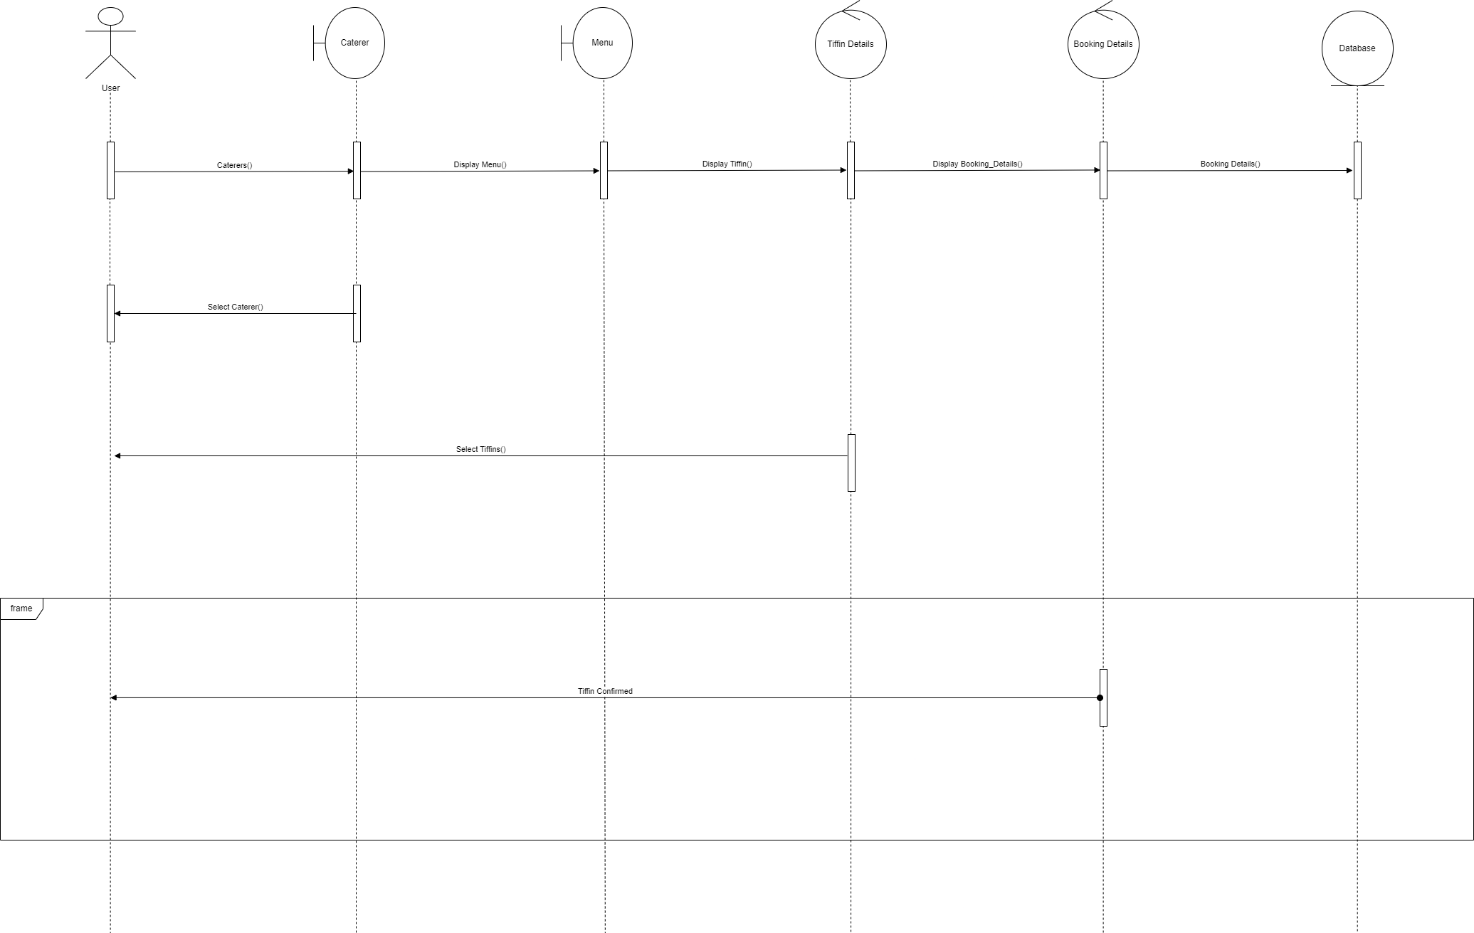 Caterer
Menu
Tiffin Details
Booking Details
Database
User
Caterers()
Display Menu()
Display Tiffin()
Display Booking_Details()
Booking Details()
Select Caterer()
Select Tiffins()
frame
Tiffin Confirmed